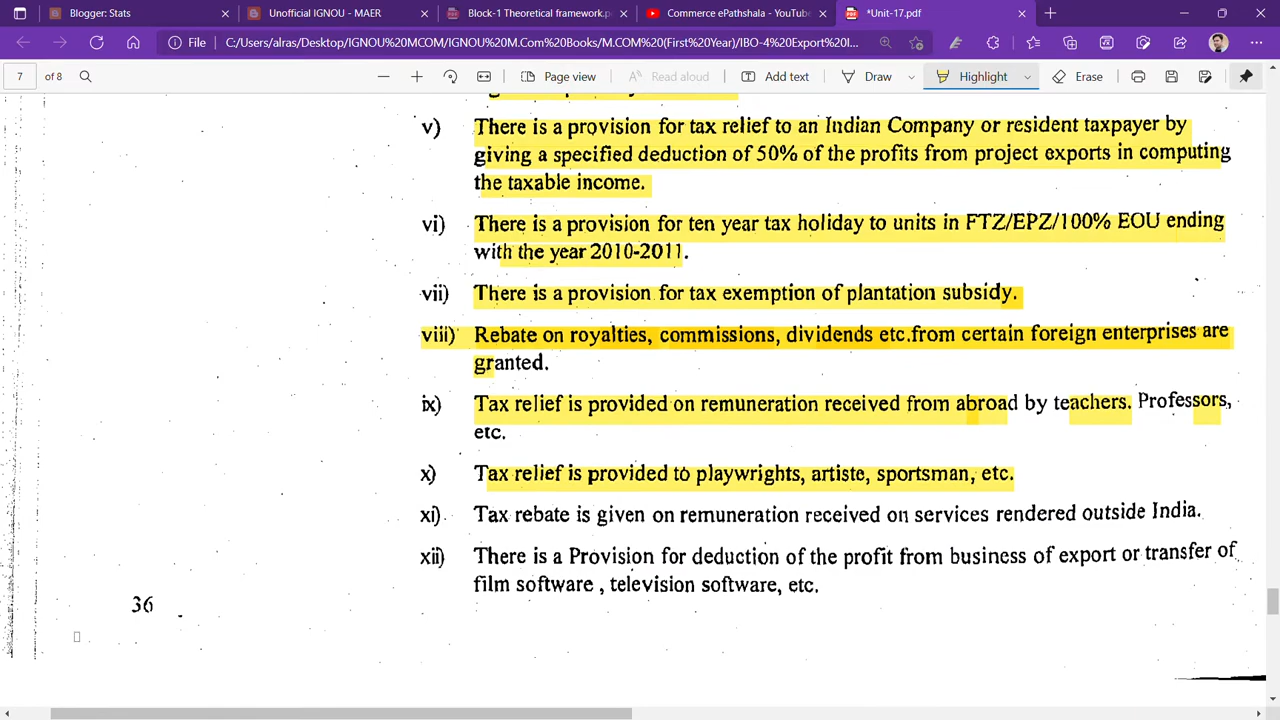 Blogger: Stats
Unofficial IGNOU - MAER
Block-1 Theoretical framework.p
Commerce ePathshala - YouTube
*Unit-17.pdf
File
C:/Users/alras/Desktop/IGNOU%20MCOM/IGNOU%20M.Com%20Books/M.COM%20(First%20Year)/IBO-4%20Export%20I...
7 of 8
Page view
Read aloud
Add text
Draw
Highlight
Erase
v) There is a provision for tax relief to an Indian Company or resident taxpayer by
giving a specified deduction of 50% of the profits from project exports in computing
the taxable income.
vi) There is a provision for ten year tax holiday to units in FTZ/EPZ/100% EOU ending
with the year 2010-2011.
vii) There is a provision for tax exemption of plantation subsidy.
viii) Rebate on royalties, commissions, dividends etc.from certain foreign enterprises are
granted.
ix) Tax relief is provided on remuneration received from abroad by teachers. Professors,
etc.
x) Tax relief is provided to playwrights, artiste, sportsman, etc.
xi) Tax rebate is given on remuneration received on services rendered outside India.
xii) There is a Provision for deduction of the profit from business of export or transfer of
film software , television software, etc.
36